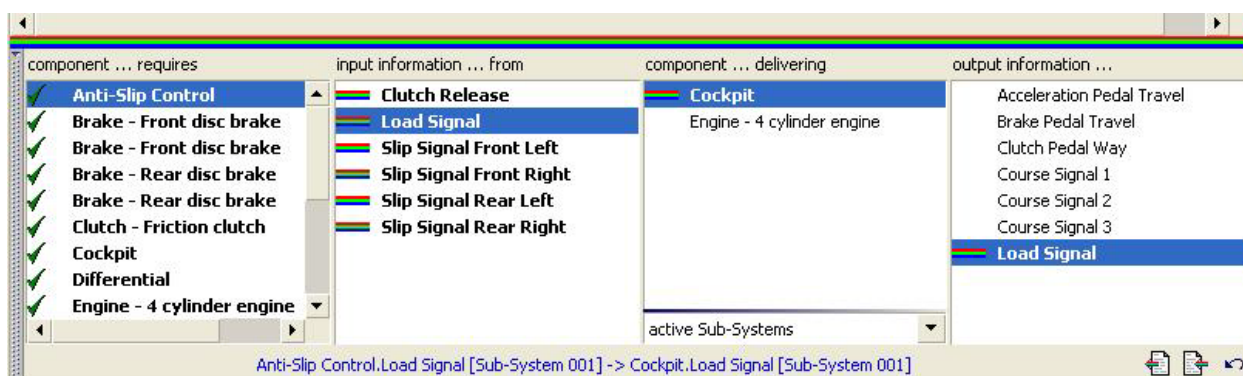 component ... requires
input information ... from
component ... delivering
output information ...
Anti-Slip Control
Brake - Front disc brake
Brake - Front disc brake
Brake - Rear disc brake
Brake - Rear disc brake
Clutch - Friction clutch
Cockpit
Differential
Engine - 4 cylinder engine
Clutch Release
Load Signal
Slip Signal Front Left
Slip Signal Front Right
Slip Signal Rear Left
Slip Signal Rear Right
Cockpit
Engine - 4 cylinder engine
active Sub-Systems
Acceleration Pedal Travel
Brake Pedal Travel
Clutch Pedal Way
Course Signal 1
Course Signal 2
Course Signal 3
Load Signal
Anti-Slip Control.Load Signal [Sub-System 001] -> Cockpit.Load Signal [Sub-System 001]